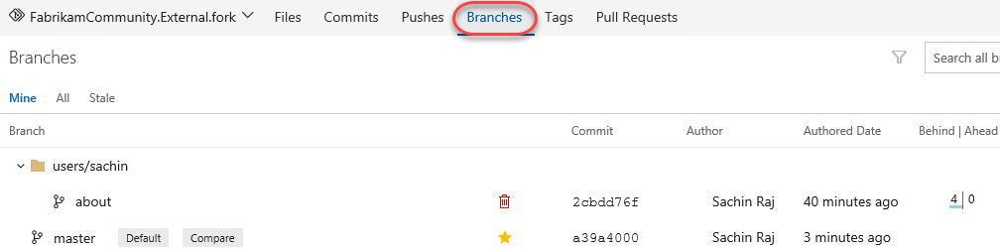 FabrikamCommunity.External.fork Files Commits Pushes Branches Tags Pull Requests
Branches Search all b
Mine All Stale
Branch Commit Author Authored Date Behind | Ahead
users/sachin
about 2cbdd76f Sachin Raj 40 minutes ago 4 | 0
master Default Compare a39a4000 Sachin Raj 3 minutes ago